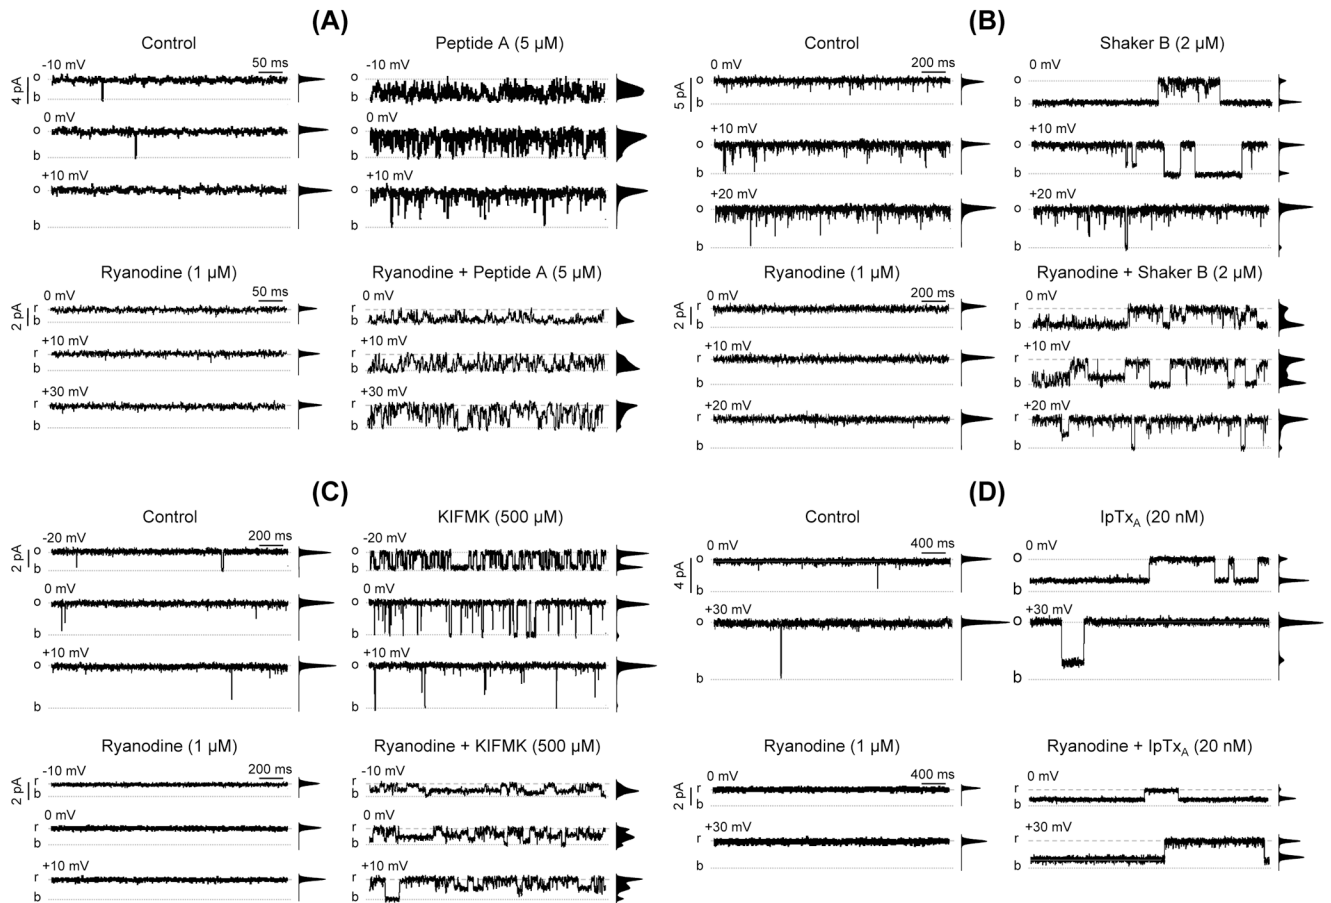 (A)
Control
Peptide A (5 µM)
-10 mV
50 ms
-10 mV
4 pA
o
b
o
b
0 mV
0 mV
o
b
o
b
+10 mV
+10 mV
o
b
o
b
Ryanodine (1 µM)
Ryanodine + Peptide A (5 µM)
0 mV
50 ms
0 mV
2 pA
r
b
r
b
+10 mV
+10 mV
r
b
r
b
+30 mV
+30 mV
r
b
r
b
(B)
Control
Shaker B (2 µM)
0 mV
200 ms
0 mV
5 pA
o
b
o
b
+10 mV
+10 mV
o
b
o
b
+20 mV
+20 mV
o
b
o
b
Ryanodine (1 µM)
Ryanodine + Shaker B (2 µM)
0 mV
200 ms
0 mV
2 pA
r
b
r
b
+10 mV
+10 mV
r
b
r
b
+20 mV
+20 mV
r
b
r
b
(C)
Control
KIFMK (500 µM)
-20 mV
200 ms
-20 mV
2 pA
o
b
o
b
0 mV
0 mV
o
b
o
b
+10 mV
+10 mV
o
b
o
b
Ryanodine (1 µM)
Ryanodine + KIFMK (500 µM)
-10 mV
200 ms
-10 mV
2 pA
r
b
r
b
0 mV
0 mV
r
b
r
b
+10 mV
+10 mV
r
b
r
b
(D)
Control
IpTxA (20 nM)
0 mV
400 ms
0 mV
4 pA
o
b
o
b
+30 mV
+30 mV
o
b
o
b
Ryanodine (1 µM)
Ryanodine + IpTxA (20 nM)
0 mV
400 ms
0 mV
2 pA
r
b
r
b
+30 mV
+30 mV
r
b
r
b